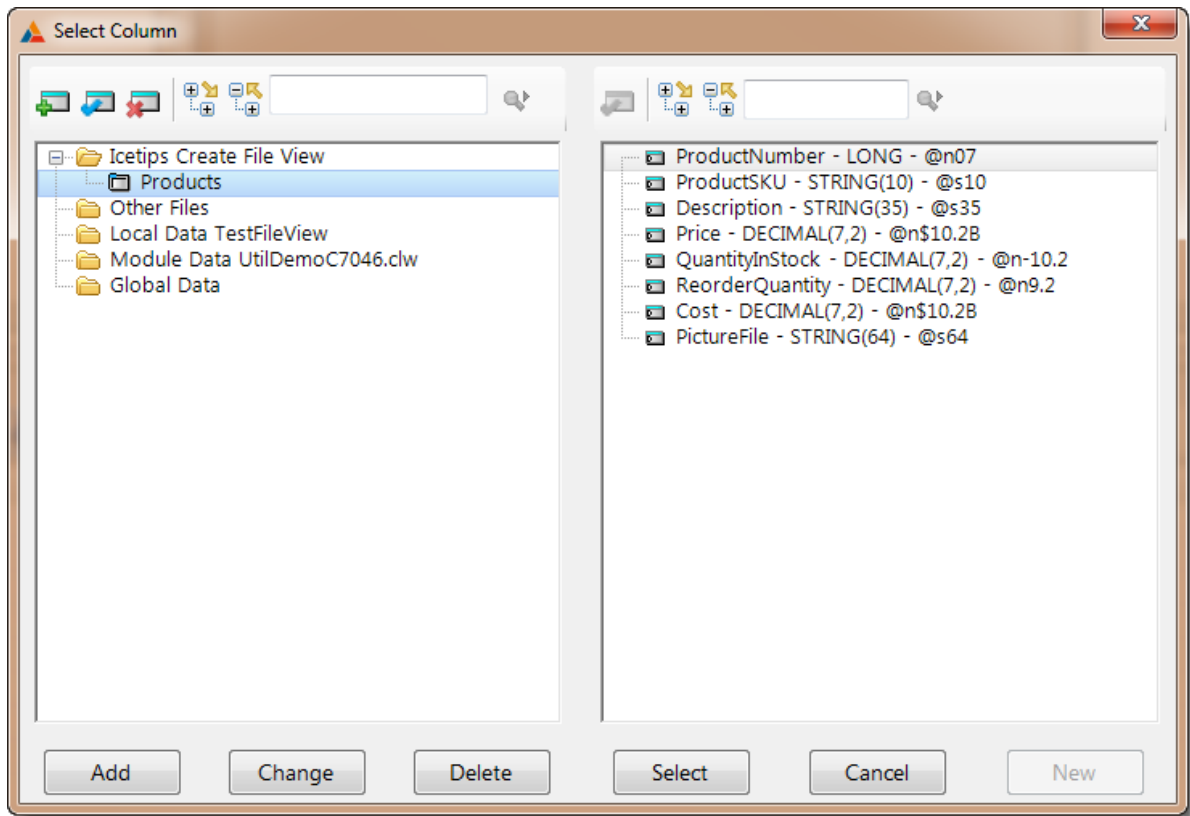 Select Column
Icetips Create File View
Products
Other Files
Local Data TestFileView
Module Data UtilDemoC7046.clw
Global Data
ProductNumber - LONG - @n07
ProductSKU - STRING(10) - @s10
Description - STRING(35) - @s35
Price - DECIMAL(7,2) - @n$10.2B
QuantityInStock - DECIMAL(7,2) - @n-10.2
ReorderQuantity - DECIMAL(7,2) - @n9.2
Cost - DECIMAL(7,2) - @n$10.2B
PictureFile - STRING(64) - @s64
Add
Change
Delete
Select
Cancel
New